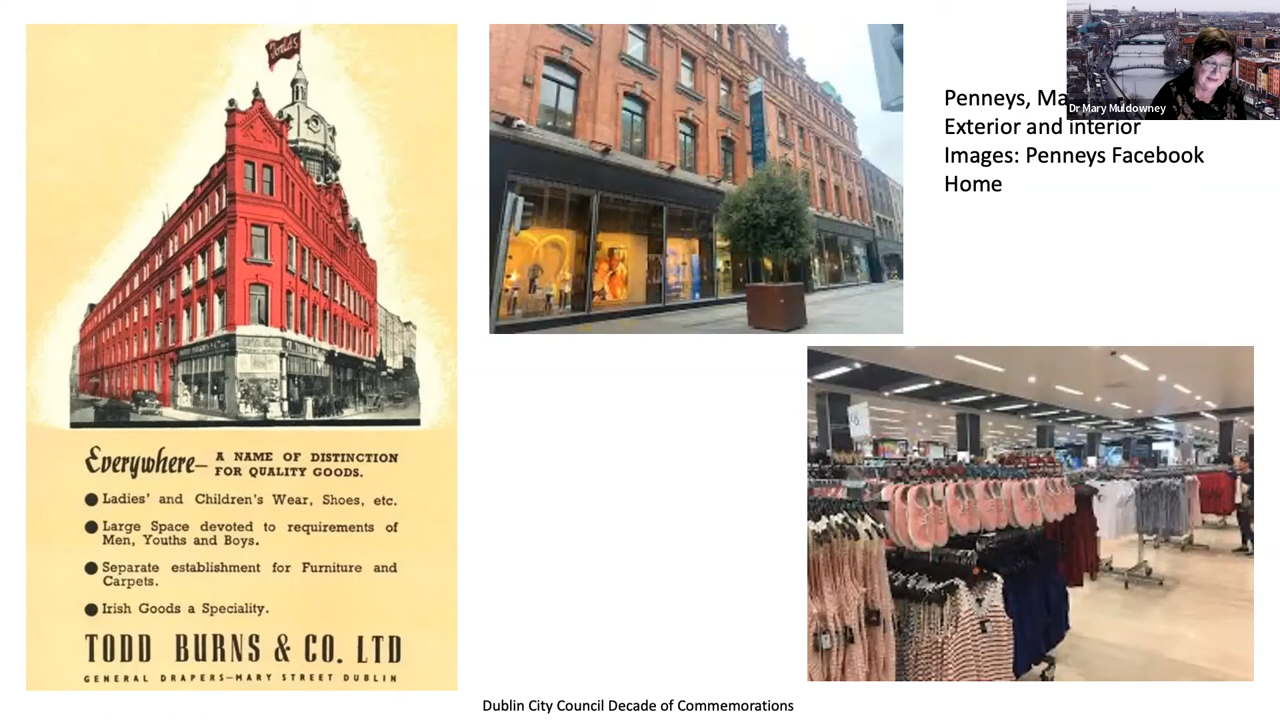 Todds
Everywhere—
A NAME OF DISTINCTION
FOR QUALITY GOODS.
● Ladies' and Children's Wear, Shoes, etc.
● Large Space devoted to requirements of
Men, Youths and Boys.
● Separate establishment for Furniture and
Carpets.
● Irish Goods a Speciality.
TODD BURNS & CO. LTD
GENERAL DRAPERS—MARY STREET DUBLIN
Penneys, Ma
Exterior and interior
Images: Penneys Facebook
Home
Dr Mary Muldowney
Dublin City Council Decade of Commemorations